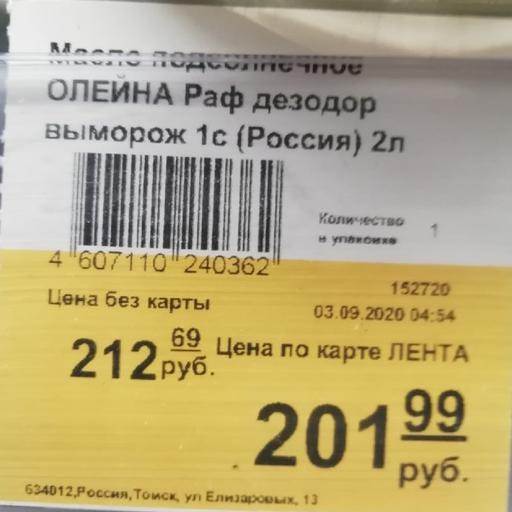 Масло подсолнечное
ОЛЕЙНА Раф дезодор
выморож 1с (Россия) 2л
Количество
в упаковке 1
4 607110 240362
152720
Цена без карты
03.09.2020 04:54
212 69 руб.
Цена по карте ЛЕНТА
201 99 руб.
634012,Россия,Томск, ул Елизаровых, 13